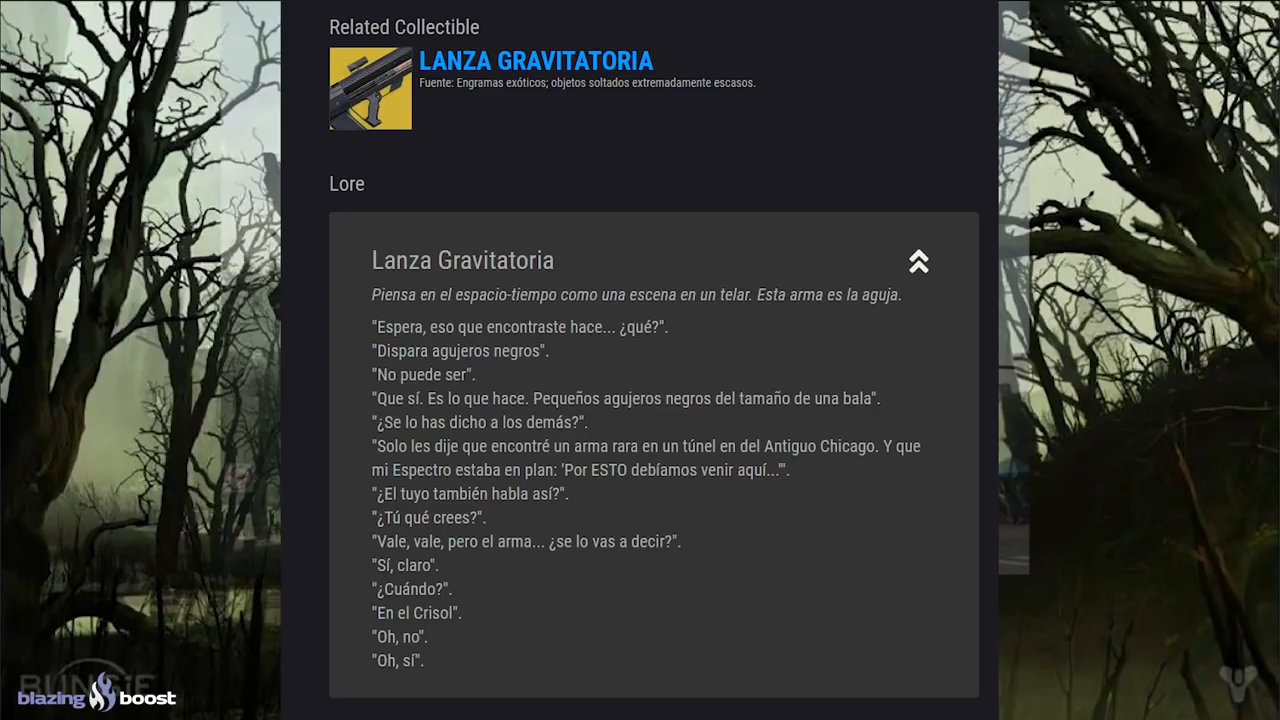 Related Collectible
LANZA GRAVITATORIA
Fuente: Engramas exóticos; objetos soltados extremadamente escasos.
Lore
Lanza Gravitatoria
Piensa en el espacio-tiempo como una escena en un telar. Esta arma es la aguja.
"Espera, eso que encontraste hace... ¿qué?".
"Dispara agujeros negros".
"No puede ser".
"Que sí. Es lo que hace. Pequeños agujeros negros del tamaño de una bala".
"¿Se lo has dicho a los demás?".
"Solo les dije que encontré un arma rara en un túnel en del Antiguo Chicago. Y que
mi Espectro estaba en plan: 'Por ESTO debíamos venir aquí...'".
"¿El tuyo también habla así?".
"¿Tú qué crees?".
"Vale, vale, pero el arma... ¿se lo vas a decir?".
"Sí, claro".
"¿Cuándo?".
"En el Crisol".
"Oh, no".
"Oh, sí".
BUNGIE
blazing boost